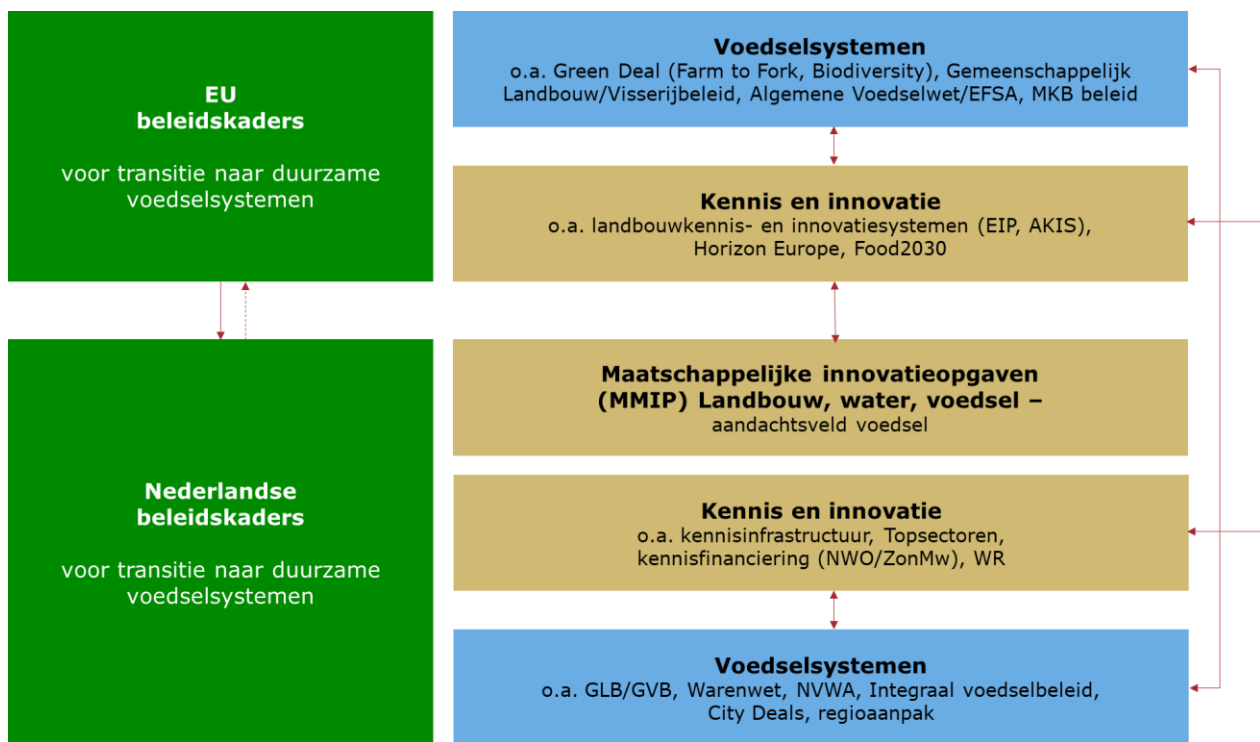 EU
beleidskaders
voor transitie naar duurzame
voedselsystemen
Voedselsystemen
o.a. Green Deal (Farm to Fork, Biodiversity), Gemeenschappelijk
Landbouw/Visserijbeleid, Algemene Voedselwet/EFSA, MKB beleid
Kennis en innovatie
o.a. landbouwkennis- en innovatiesystemen (EIP, AKIS),
Horizon Europe, Food2030
Nederlandse
beleidskaders
voor transitie naar duurzame
voedselsystemen
Maatschappelijke innovatieopgaven
(MMIP) Landbouw, water, voedsel –
aandachtsveld voedsel
Kennis en innovatie
o.a. kennisinfrastructuur, Topsectoren,
kennisfinanciering (NWO/ZonMw), WR
Voedselsystemen
o.a. GLB/GVB, Warenwet, NVWA, Integraal voedselbeleid,
City Deals, regioaanpak